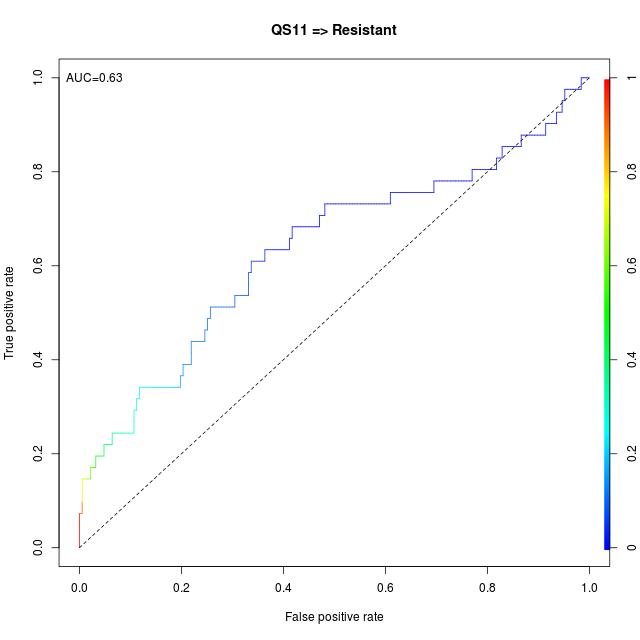 QS11 => Resistant
AUC=0.63
True positive rate
1.0
0.8
0.6
0.4
0.2
0.0
1
0.8
0.6
0.4
0.2
0
0.0 0.2 0.4 0.6 0.8 1.0
False positive rate